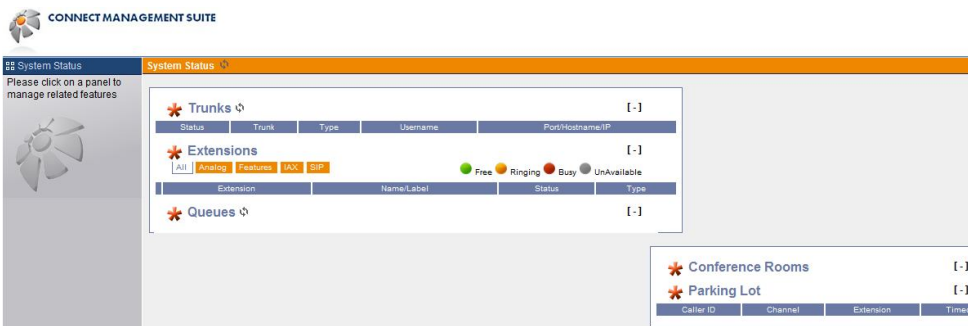 CONNECT MANAGEMENT SUITE
System Status
System Status
Please click on a panel to
manage related features
Trunks [-]
Status Trunk Type Username Port/Hostname/IP
Extensions [-]
All Analog Features IAX SIP Free Ringing Busy UnAvailable
Extension Name/Label Status Type
Queues [-]
Conference Rooms [-]
Parking Lot [-]
Caller ID Channel Extension Time